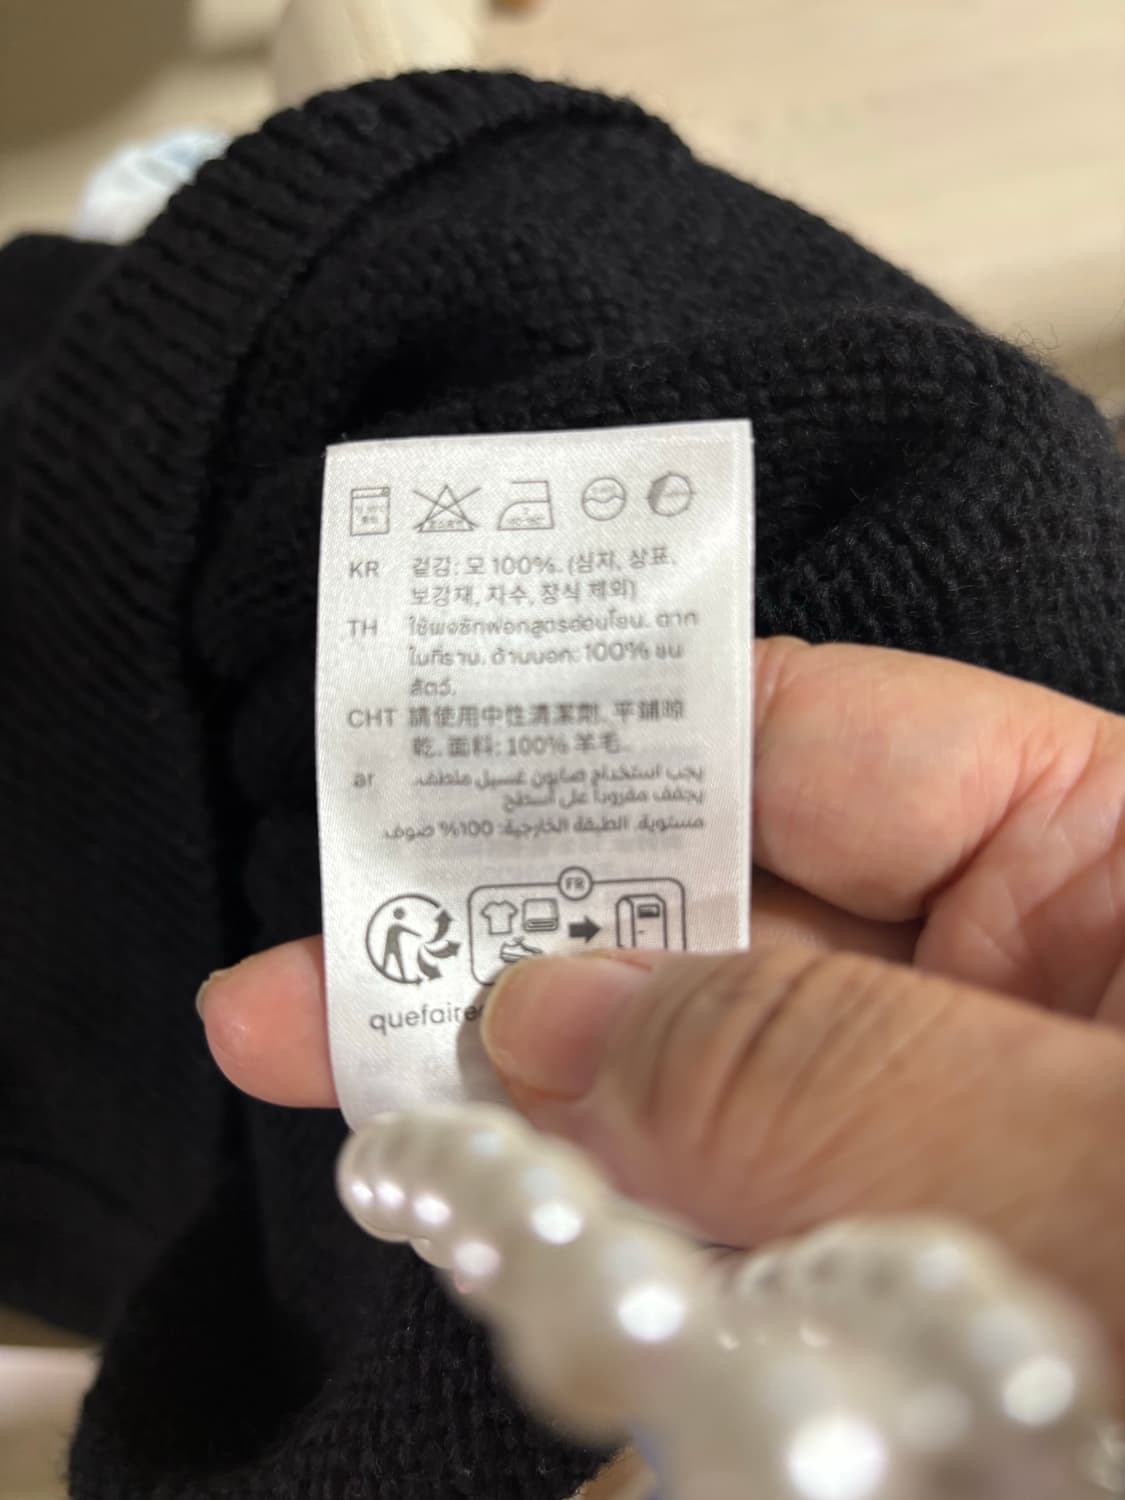 KR 겉감: 모 100%. (심지, 상표,
보강재, 자수, 장식 제외)
TH ใช้ผงซักฟอกสูตรอ่อนโยน. ตาก
ในที่ราบ. ด้านนอก: 100% ขน
สัตว์.
CHT 請使用中性清潔劑. 平鋪晾
乾. 面料: 100% 羊毛.
ar يجب استخدام صابون غسيل ملطف.
يجفف مفروداً على أسطح
مستوية. الطبقة الخارجية: 100% صوف.
FR
quefaire